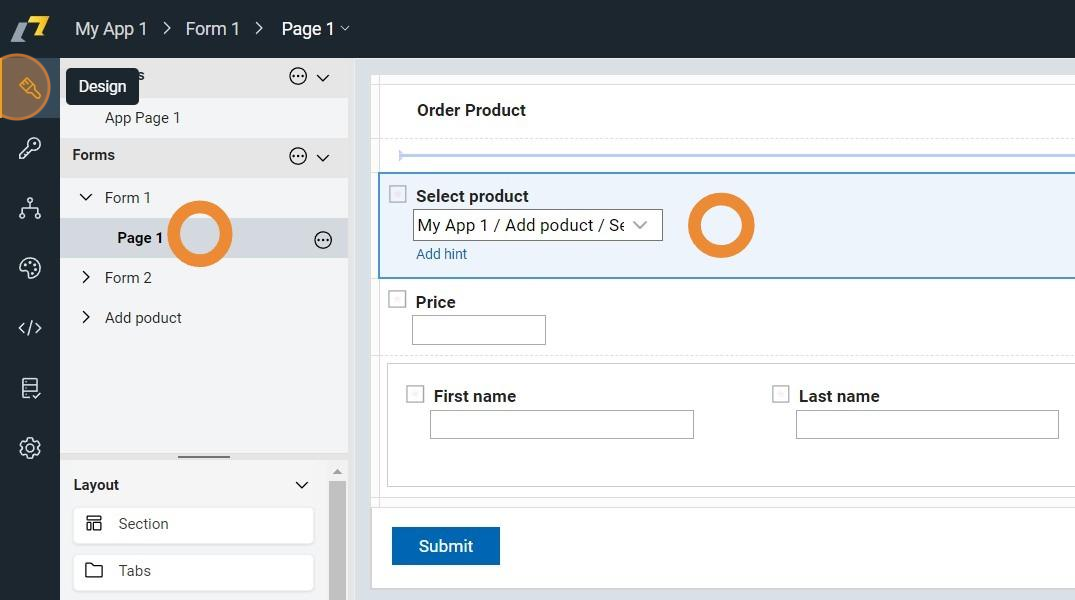 My App 1 > Form 1 > Page 1
Design
s
App Page 1
Forms
Form 1
Page 1
Form 2
Add poduct
Layout
Section
Tabs
Order Product
Select product
My App 1 / Add poduct / Se
Add hint
Price
First name
Last name
Submit